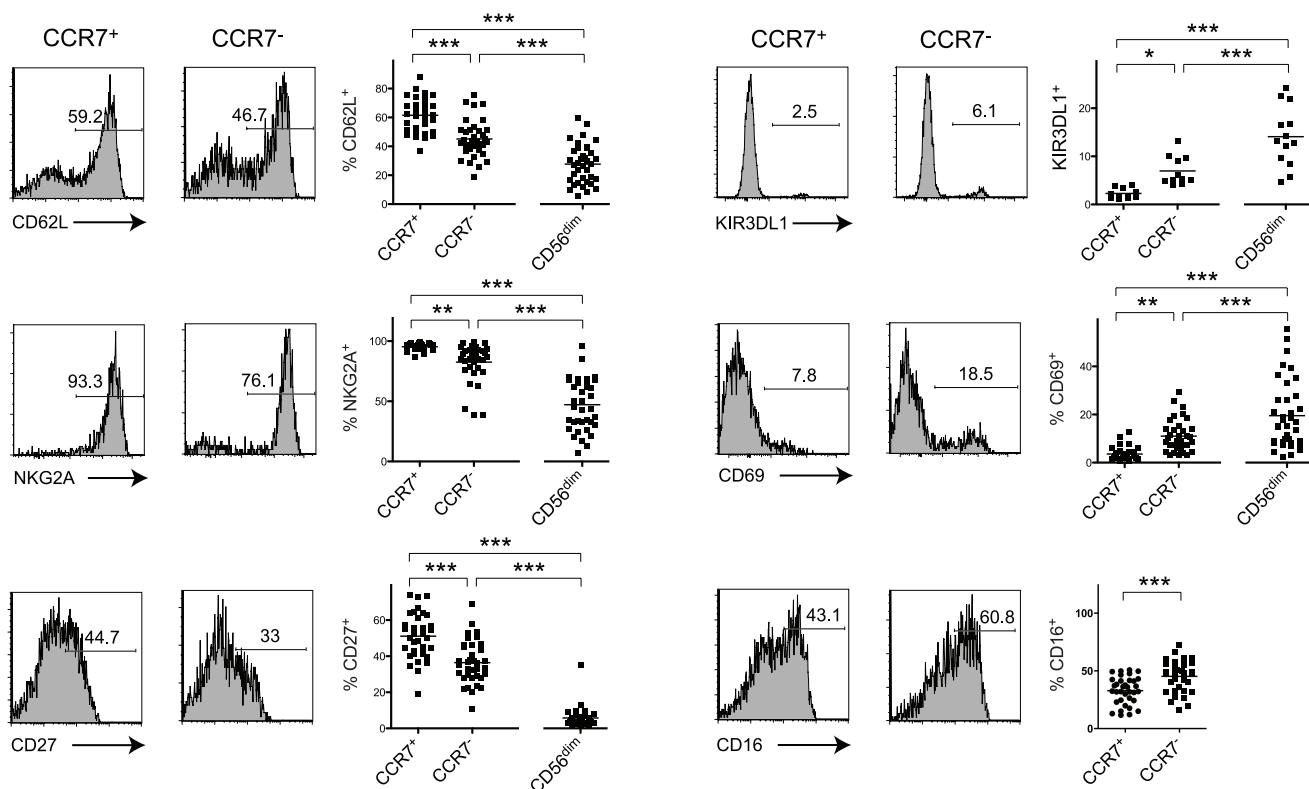 CCR7⁺
CCR7⁻
59.2
46.7
CD62L
***
***
***
% CD62L⁺
80
60
40
20
0
CCR7⁺
CCR7⁻
CD56ᵈⁱᵐ
CCR7⁺
CCR7⁻
2.5
6.1
KIR3DL1
***
*
***
KIR3DL1⁺
20
10
0
CCR7⁺
CCR7⁻
CD56ᵈⁱᵐ
93.3
76.1
NKG2A
***
**
***
% NKG2A⁺
100
50
0
CCR7⁺
CCR7⁻
CD56ᵈⁱᵐ
7.8
18.5
CD69
***
**
***
% CD69⁺
40
20
0
CCR7⁺
CCR7⁻
CD56ᵈⁱᵐ
44.7
33
CD27
***
***
***
% CD27⁺
60
40
20
0
CCR7⁺
CCR7⁻
CD56ᵈⁱᵐ
43.1
60.8
CD16
***
% CD16⁺
100
50
0
CCR7⁺
CCR7⁻